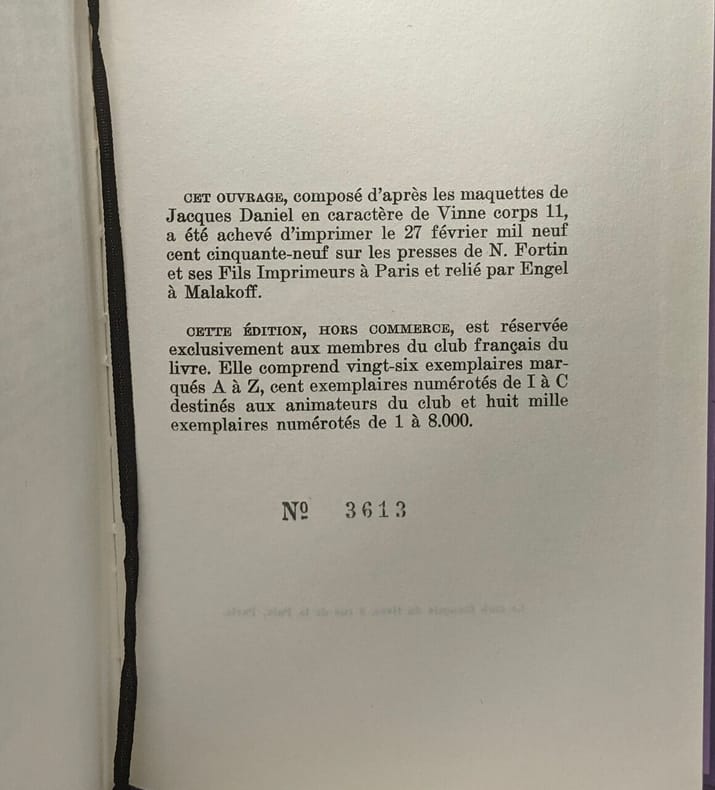 CET OUVRAGE, composé d'après les maquettes de
Jacques Daniel en caractère de Vinne corps 11,
a été achevé d'imprimer le 27 février mil neuf
cent cinquante-neuf sur les presses de N. Fortin
et ses Fils Imprimeurs à Paris et relié par Engel
à Malakoff.
CETTE ÉDITION, HORS COMMERCE, est réservée
exclusivement aux membres du club français du
livre. Elle comprend vingt-six exemplaires mar-
qués A à Z, cent exemplaires numérotés de I à C
destinés aux animateurs du club et huit mille
exemplaires numérotés de 1 à 8.000.
Nº 3613